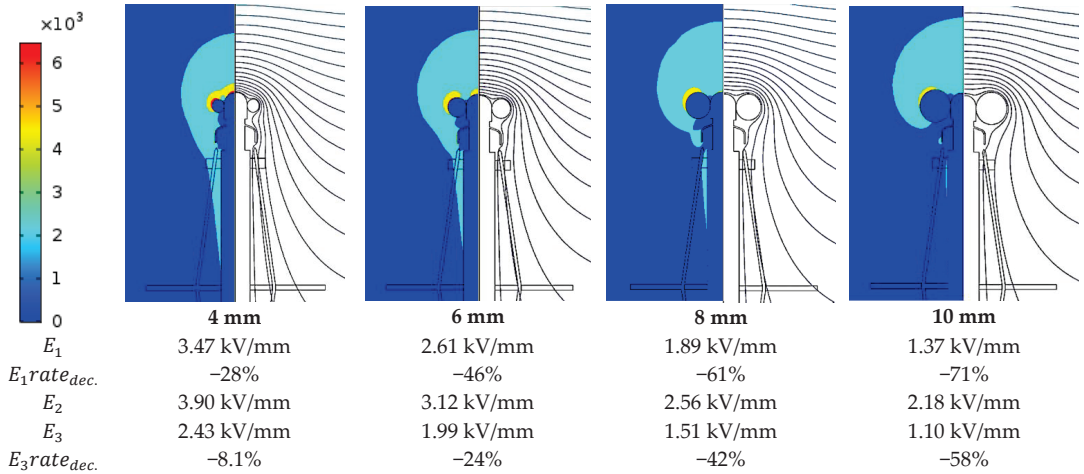 ×10³
6
5
4
3
2
1
0
4 mm 6 mm 8 mm 10 mm
E₁ 3.47 kV/mm 2.61 kV/mm 1.89 kV/mm 1.37 kV/mm
E₁rate_dec. −28% −46% −61% −71%
E₂ 3.90 kV/mm 3.12 kV/mm 2.56 kV/mm 2.18 kV/mm
E₃ 2.43 kV/mm 1.99 kV/mm 1.51 kV/mm 1.10 kV/mm
E₃rate_dec. −8.1% −24% −42% −58%